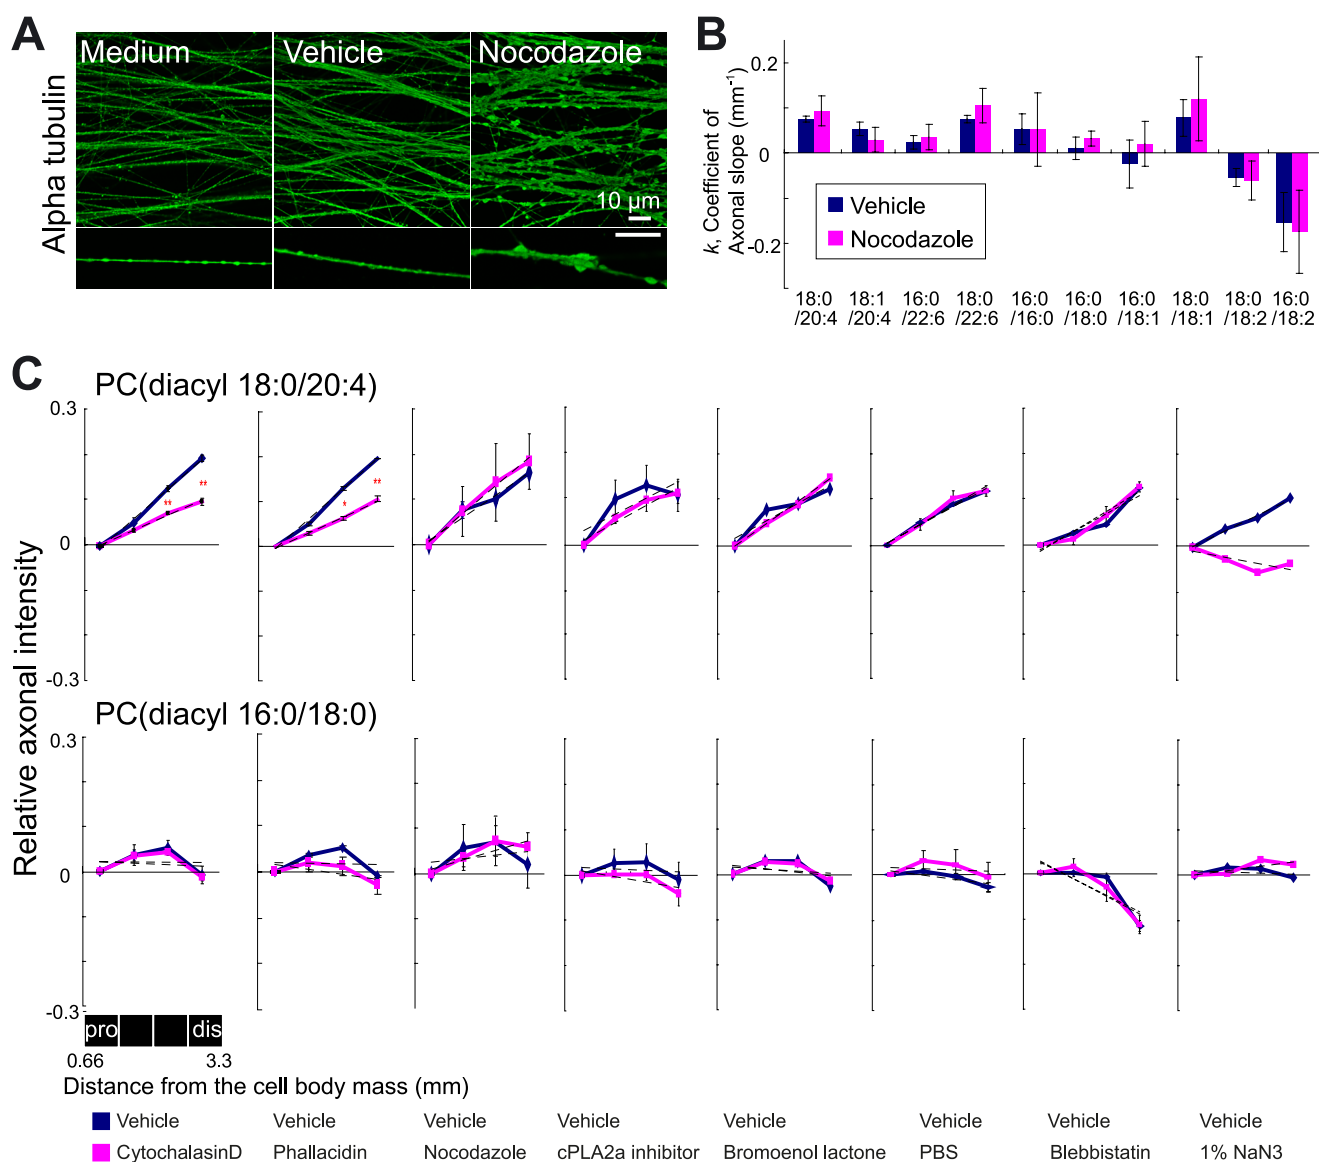 A
Medium
Vehicle
Nocodazole
Alpha tubulin
10 µm
B
k, Coefficient of
Axonal slope (mm⁻¹)
0.2
0
-0.2
Vehicle
Nocodazole
18:0 18:1 16:0 18:0 16:0 16:0 16:0 18:0 18:0 16:0
/20:4 /20:4 /22:6 /22:6 /16:0 /18:0 /18:1 /18:1 /18:2 /18:2
C
PC(diacyl 18:0/20:4)
Relative axonal intensity
0.3
0
-0.3
** ** * **
PC(diacyl 16:0/18:0)
0.3
0
-0.3
pro dis
0.66 3.3
Distance from the cell body mass (mm)
Vehicle Vehicle Vehicle Vehicle Vehicle Vehicle Vehicle Vehicle
CytochalasinD Phallacidin Nocodazole cPLA2a inhibitor Bromoenol lactone PBS Blebbistatin 1% NaN3